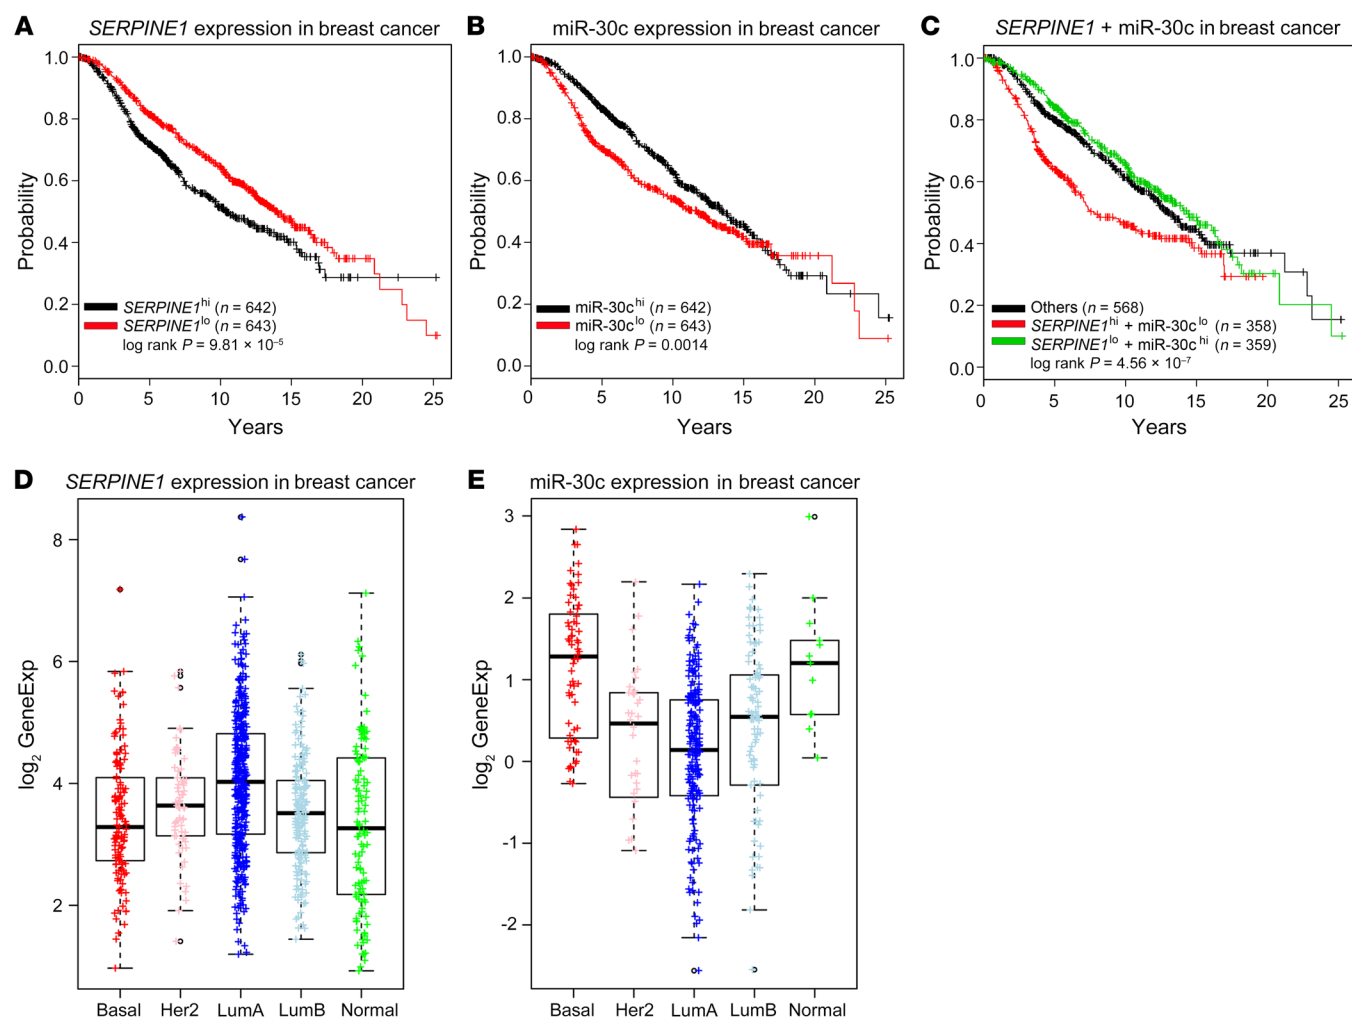 A
SERPINE1 expression in breast cancer
1.0
0.8
0.6
0.4
0.2
0.0
Probability
SERPINE1hi (n = 642)
SERPINE1lo (n = 643)
log rank P = 9.81 × 10–5
0 5 10 15 20 25
Years
B
miR-30c expression in breast cancer
1.0
0.8
0.6
0.4
0.2
0.0
Probability
miR-30chi (n = 642)
miR-30clo (n = 643)
log rank P = 0.0014
0 5 10 15 20 25
Years
C
SERPINE1 + miR-30c in breast cancer
1.0
0.8
0.6
0.4
0.2
0.0
Probability
Others (n = 568)
SERPINE1hi + miR-30clo (n = 358)
SERPINE1lo + miR-30chi (n = 359)
log rank P = 4.56 × 10–7
0 5 10 15 20 25
Years
D
SERPINE1 expression in breast cancer
8
6
4
2
log2 GeneExp
Basal Her2 LumA LumB Normal
E
miR-30c expression in breast cancer
3
2
1
0
-1
-2
log2 GeneExp
Basal Her2 LumA LumB Normal